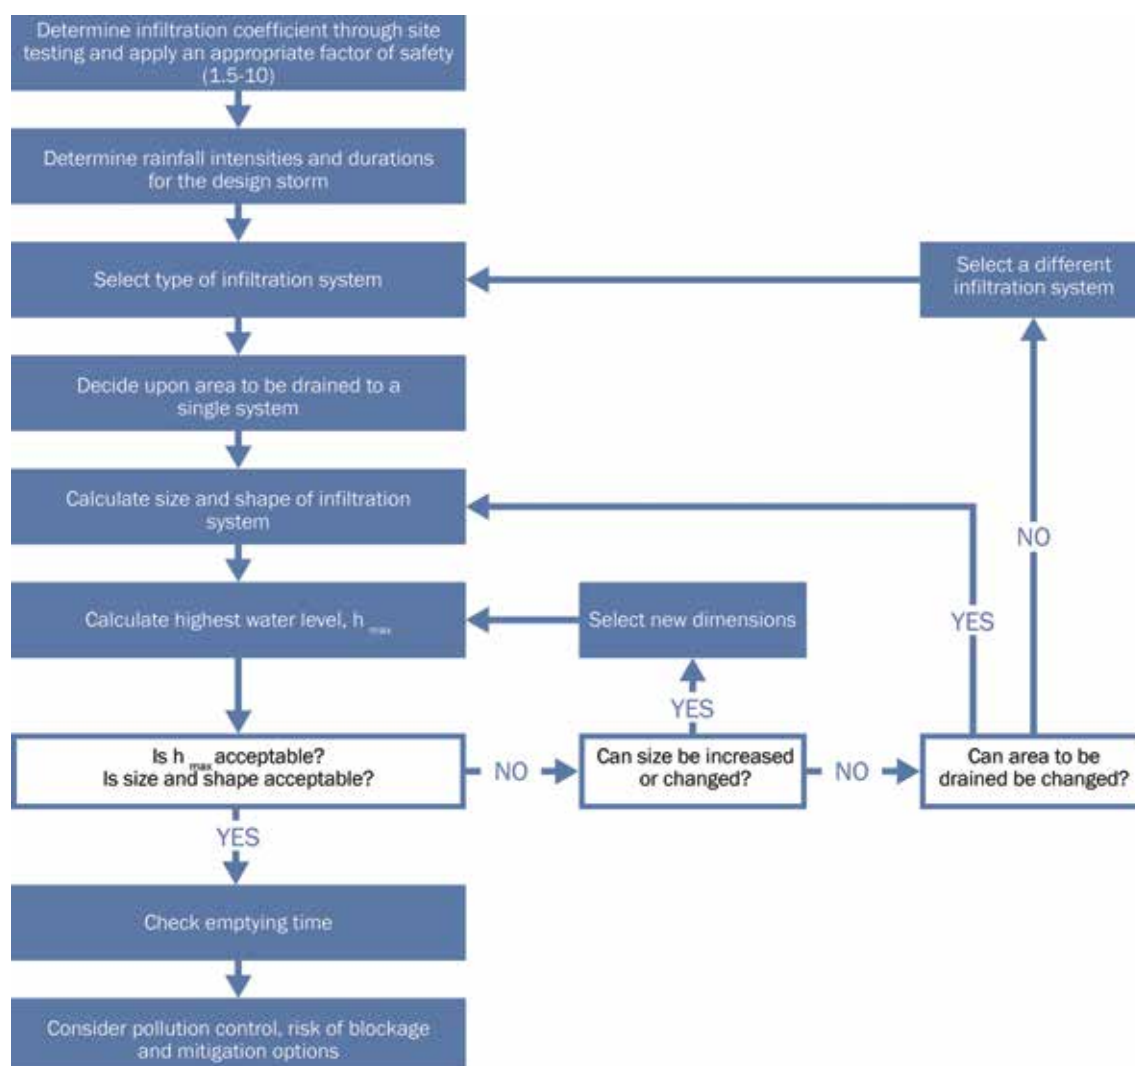 Determine infiltration coefficient through site
testing and apply an appropriate factor of safety
(1.5-10)
Determine rainfall intensities and durations
for the design storm
Select type of infiltration system
Select a different
infiltration system
Decide upon area to be drained to a
single system
Calculate size and shape of infiltration
system
NO
Calculate highest water level, h max
Select new dimensions
YES
YES
Is h max acceptable?
Is size and shape acceptable?
NO
Can size be increased
or changed?
NO
Can area to be
drained be changed?
YES
Check emptying time
Consider pollution control, risk of blockage
and mitigation options